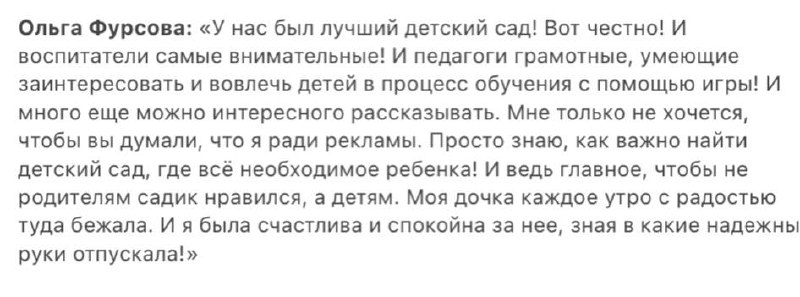 Ольга Фурсова: «У нас был лучший детский сад! Вот честно! И
воспитатели самые внимательные! И педагоги грамотные, умеющие
заинтересовать и вовлечь детей в процесс обучения с помощью игры! И
много еще можно интересного рассказывать. Мне только не хочется,
чтобы вы думали, что я ради рекламы. Просто знаю, как важно найти
детский сад, где всё необходимое ребенка! И ведь главное, чтобы не
родителям садик нравился, а детям. Моя дочка каждое утро с радостью
туда бежала. И я была счастлива и спокойна за нее, зная в какие надежны
руки отпускала!»